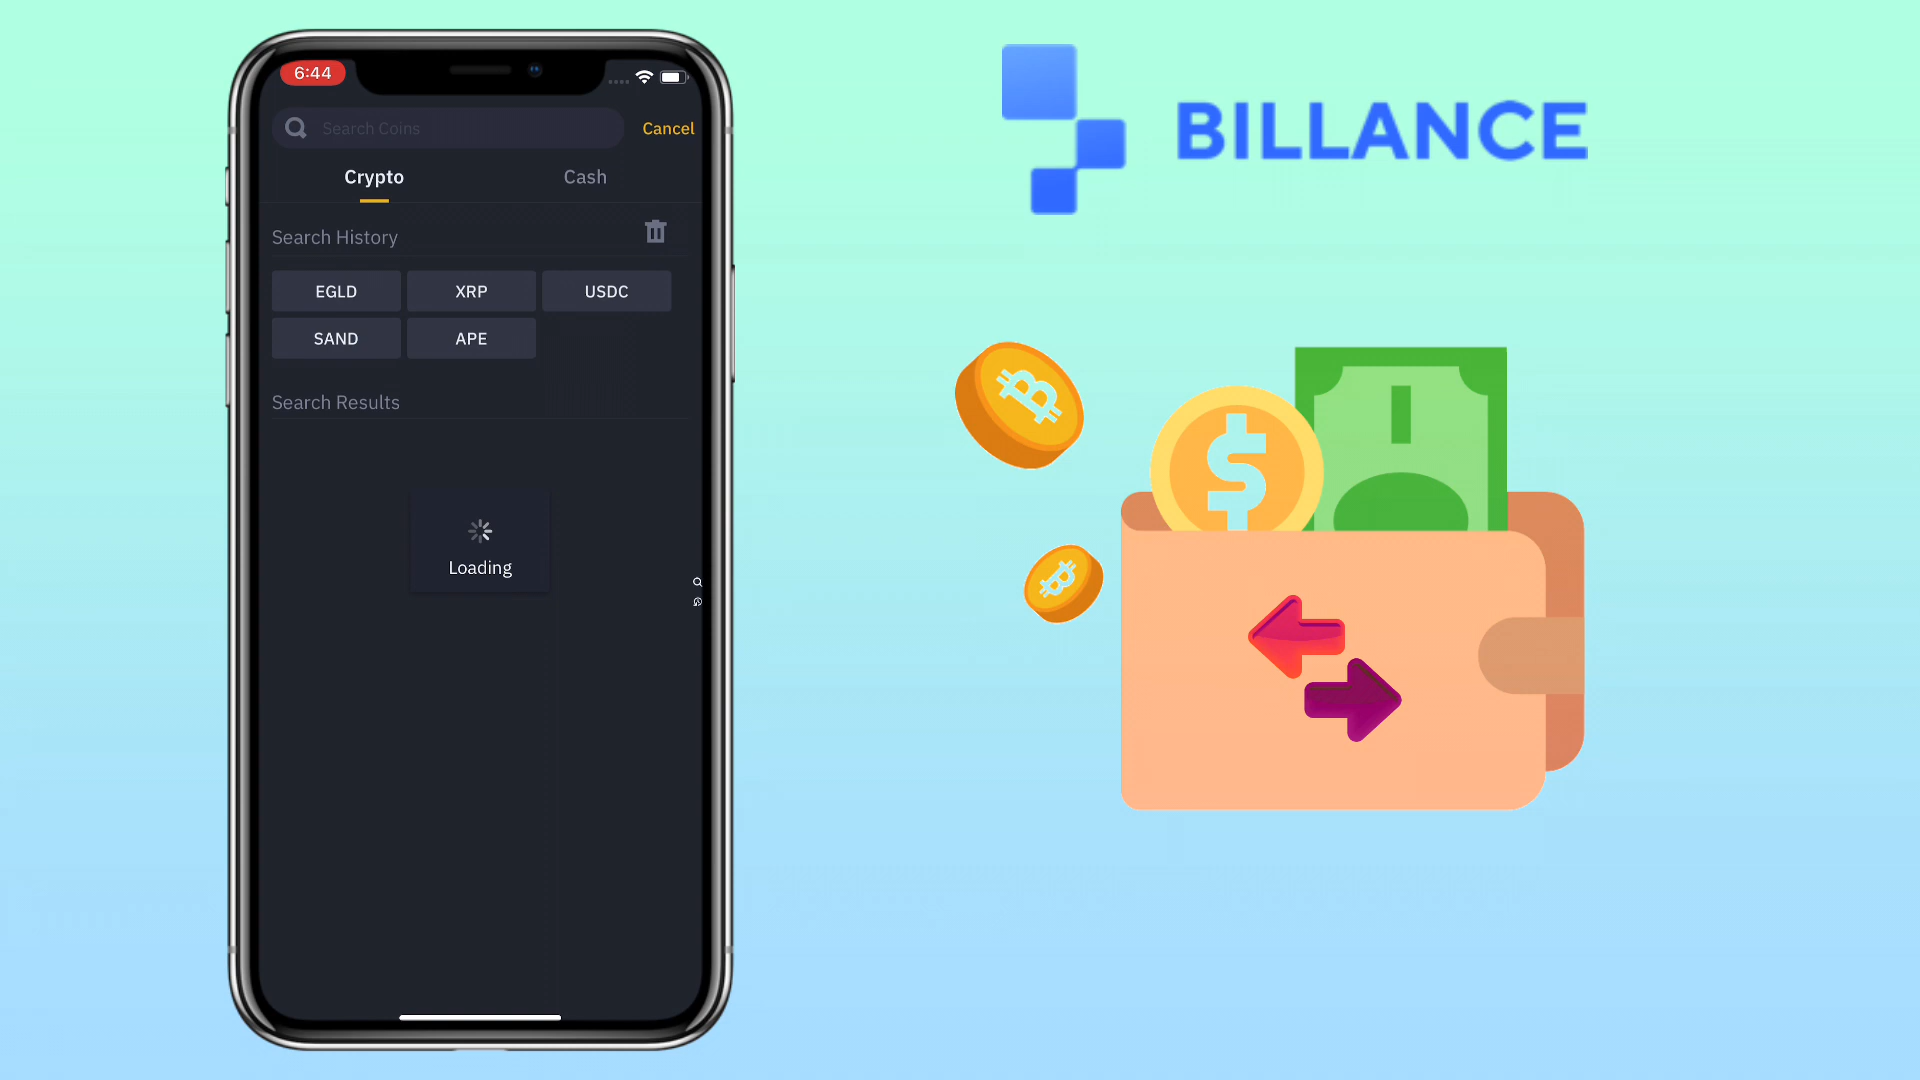 6:44
Search Coins
Cancel
Crypto
Cash
Search History
EGLD
XRP
USDC
SAND
APE
Search Results
Loading
BILLANCE